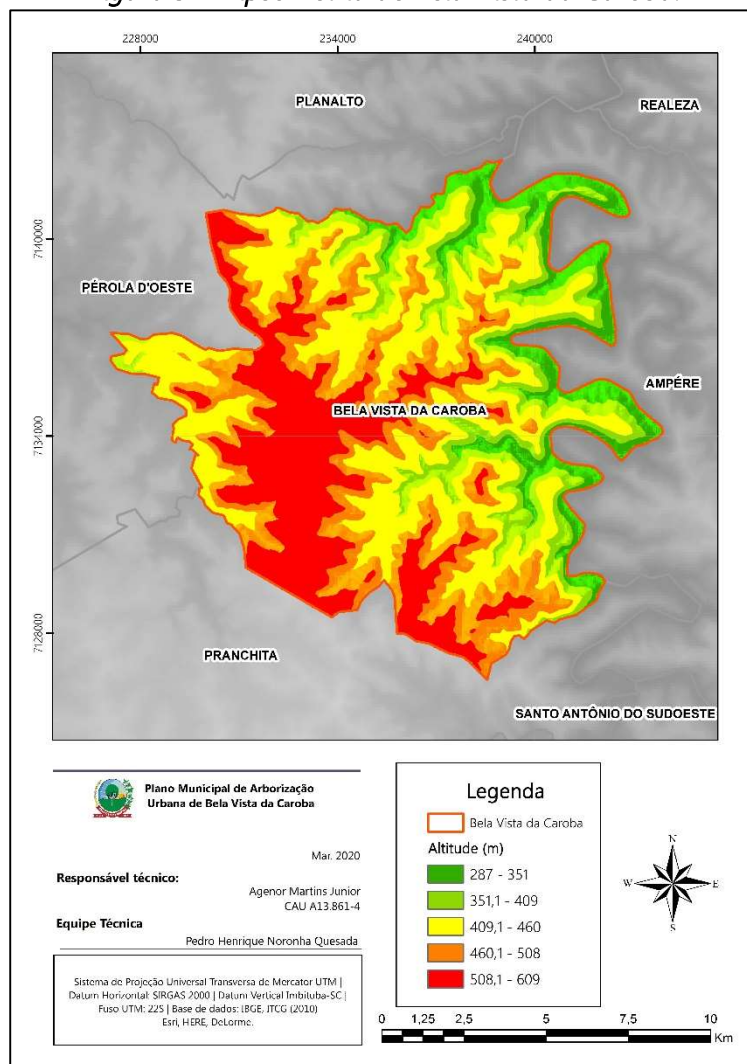 228000 234000 240000
PLANALTO
REALEZA
7140000
PÉROLA D'OESTE
AMPÉRE
BELA VISTA DA CAROBA
7134000
7128000
PRANCHITA
SANTO ANTÔNIO DO SUDOESTE
Plano Municipal de Arborização
Urbana de Bela Vista da Caroba
Mar. 2020
Responsável técnico:
Agenor Martins Junior
CAU A13.861-4
Equipe Técnica
Pedro Henrique Noronha Quesada
Sistema de Projeção Universal Transversa de Mercator UTM |
Datum Horizontal: SIRGAS 2000 | Datum Vertical Imbituba-SC |
Fuso UTM: 22S | Base de dados: IBGE, ITCG (2010)
Esri, HERE, DeLorme.
Legenda
Bela Vista da Caroba
Altitude (m)
287 - 351
351,1 - 409
409,1 - 460
460,1 - 508
508,1 - 609
N
W E
S
0 1,25 2,5 5 7,5 10
Km